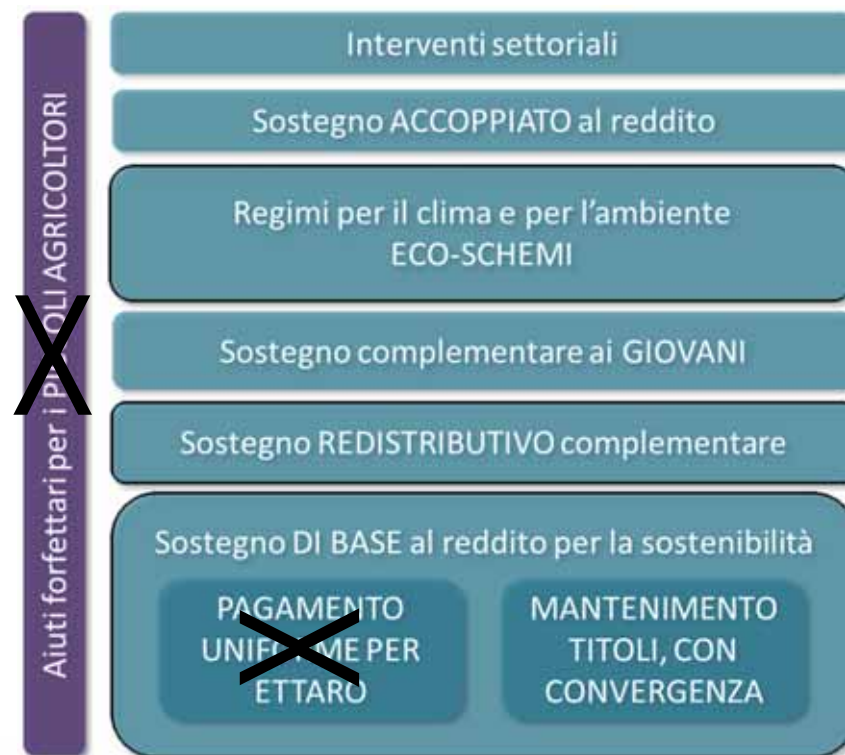 Aiuti forfettari per i PICCOLI AGRICOLTORI
Interventi settoriali
Sostegno ACCOPPIATO al reddito
Regimi per il clima e per l'ambiente
ECO-SCHEMI
Sostegno complementare ai GIOVANI
Sostegno REDISTRIBUTIVO complementare
Sostegno DI BASE al reddito per la sostenibilità
PAGAMENTO
UNIFORME PER
ETTARO
MANTENIMENTO
TITOLI, CON
CONVERGENZA